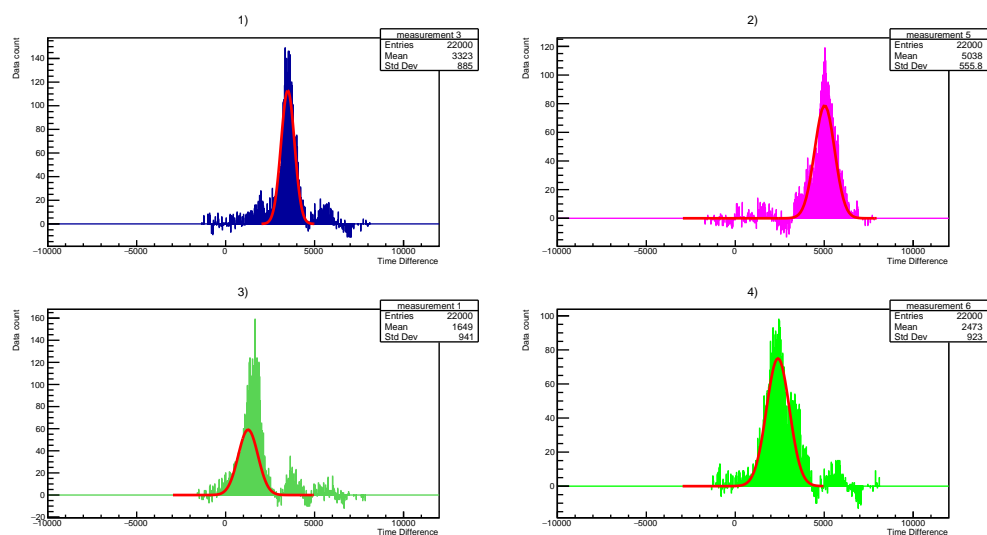 1)
Data count
measurement 3
Entries 22000
Mean 3323
Std Dev 885
140
120
100
80
60
40
20
0
−10000 −5000 0 5000 10000
Time Difference
2)
Data count
measurement 5
Entries 22000
Mean 5038
Std Dev 555.8
120
100
80
60
40
20
0
−10000 −5000 0 5000 10000
Time Difference
3)
Data count
measurement 1
Entries 22000
Mean 1649
Std Dev 941
160
140
120
100
80
60
40
20
0
−20
−10000 −5000 0 5000 10000
Time Difference
4)
Data count
measurement 6
Entries 22000
Mean 2473
Std Dev 923
100
80
60
40
20
0
−10000 −5000 0 5000 10000
Time Difference